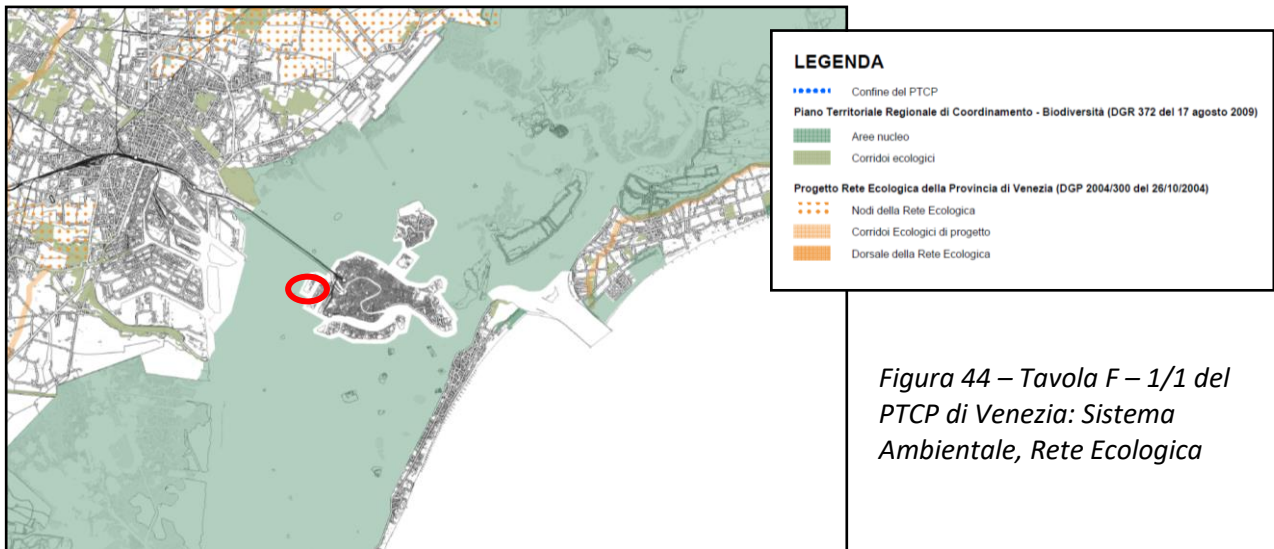 LEGENDA
Confine del PTCP
Piano Territoriale Regionale di Coordinamento - Biodiversità (DGR 372 del 17 agosto 2009)
Aree nucleo
Corridoi ecologici
Progetto Rete Ecologica della Provincia di Venezia (DGP 2004/300 del 26/10/2004)
Nodi della Rete Ecologica
Corridoi Ecologici di progetto
Dorsale della Rete Ecologica
Figura 44 – Tavola F – 1/1 del
PTCP di Venezia: Sistema
Ambientale, Rete Ecologica